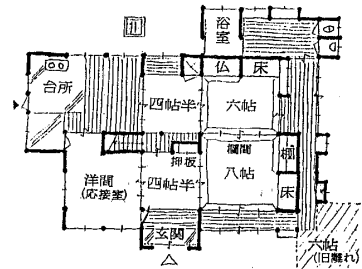 浴室
台所
仏
床
四帖半
六帖
押板
欄間
棚
洋間
(応接室)
四帖半
八帖
床
玄関
六帖
(旧離れ)